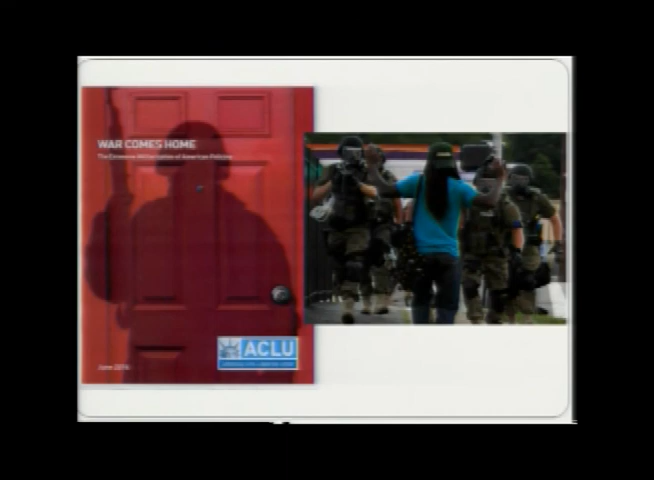 WAR COMES HOME
The Excessive Militarization of American Policing
June 2014
ACLU